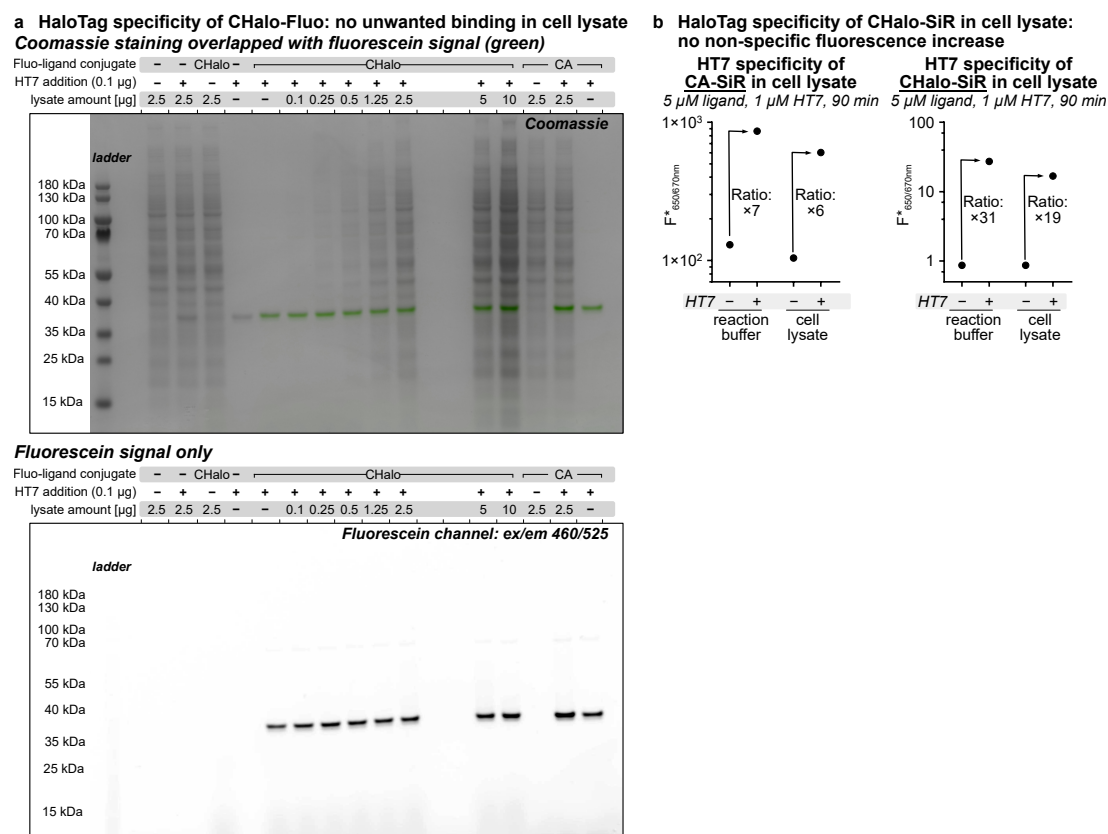 a HaloTag specificity of CHalo-Fluo: no unwanted binding in cell lysate
Coomassie staining overlapped with fluorescein signal (green)
Fluo-ligand conjugate – – CHalo – CHalo CA
HT7 addition (0.1 µg) – + – + + + + + + + + + – + +
lysate amount [µg] 2.5 2.5 2.5 – – 0.1 0.25 0.5 1.25 2.5 5 10 2.5 2.5 –
Coomassie
ladder
180 kDa
130 kDa
100 kDa
70 kDa
55 kDa
40 kDa
35 kDa
25 kDa
15 kDa
Fluorescein signal only
Fluo-ligand conjugate – – CHalo – CHalo CA
HT7 addition (0.1 µg) – + – + + + + + + + + + – + +
lysate amount [µg] 2.5 2.5 2.5 – – 0.1 0.25 0.5 1.25 2.5 5 10 2.5 2.5 –
Fluorescein channel: ex/em 460/525
ladder
180 kDa
130 kDa
100 kDa
70 kDa
55 kDa
40 kDa
35 kDa
25 kDa
15 kDa
b HaloTag specificity of CHalo-SiR in cell lysate:
no non-specific fluorescence increase
HT7 specificity of
CA-SiR in cell lysate
5 µM ligand, 1 µM HT7, 90 min
F*650/670nm
1×10³
1×10²
Ratio:
×7
Ratio:
×6
HT7 – + – +
reaction
buffer
cell
lysate
HT7 specificity of
CHalo-SiR in cell lysate
5 µM ligand, 1 µM HT7, 90 min
F*650/670nm
100
10
1
Ratio:
×31
Ratio:
×19
HT7 – + – +
reaction
buffer
cell
lysate